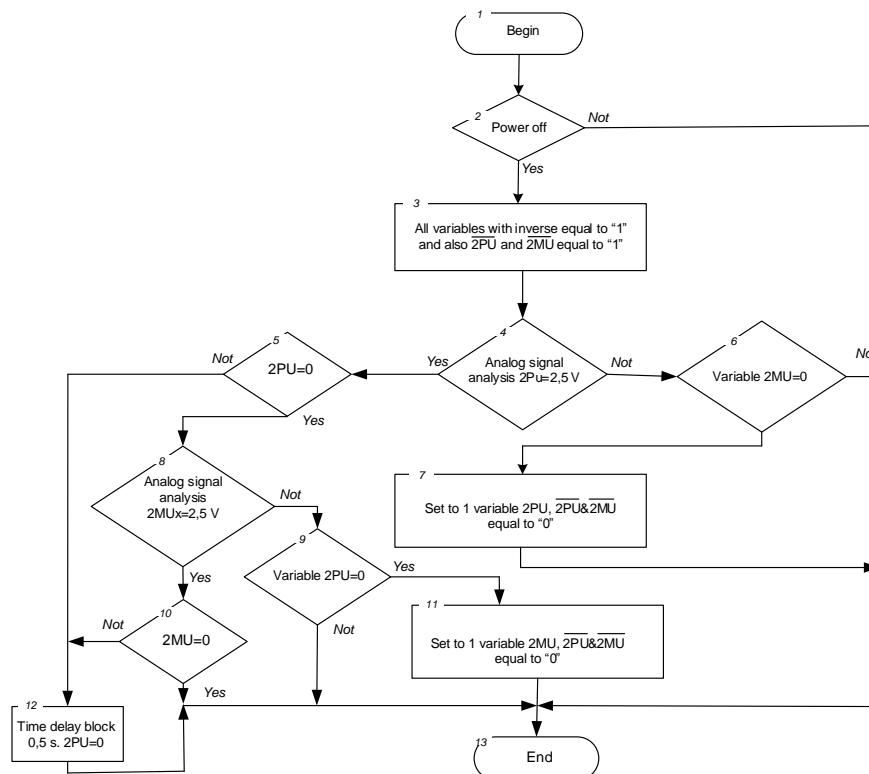 1
Begin
2
Not
Power off
Yes
3
All variables with inverse equal to “1”
and also 2PU and 2MU equal to “1”
5
Not
2PU=0
Yes
4
Analog signal
analysis 2Pu=2,5 V
Yes
Not
6
Variable 2MU=0
No
8
Analog signal
analysis
2MUx=2,5 V
Not
Yes
7
Set to 1 variable 2PU, 2PU&2MU
equal to “0”
9
Variable 2PU=0
Yes
Not
10
Not
2MU=0
Yes
11
Set to 1 variable 2MU, 2PU&2MU
equal to “0”
12
Time delay block
0,5 s. 2PU=0
13
End